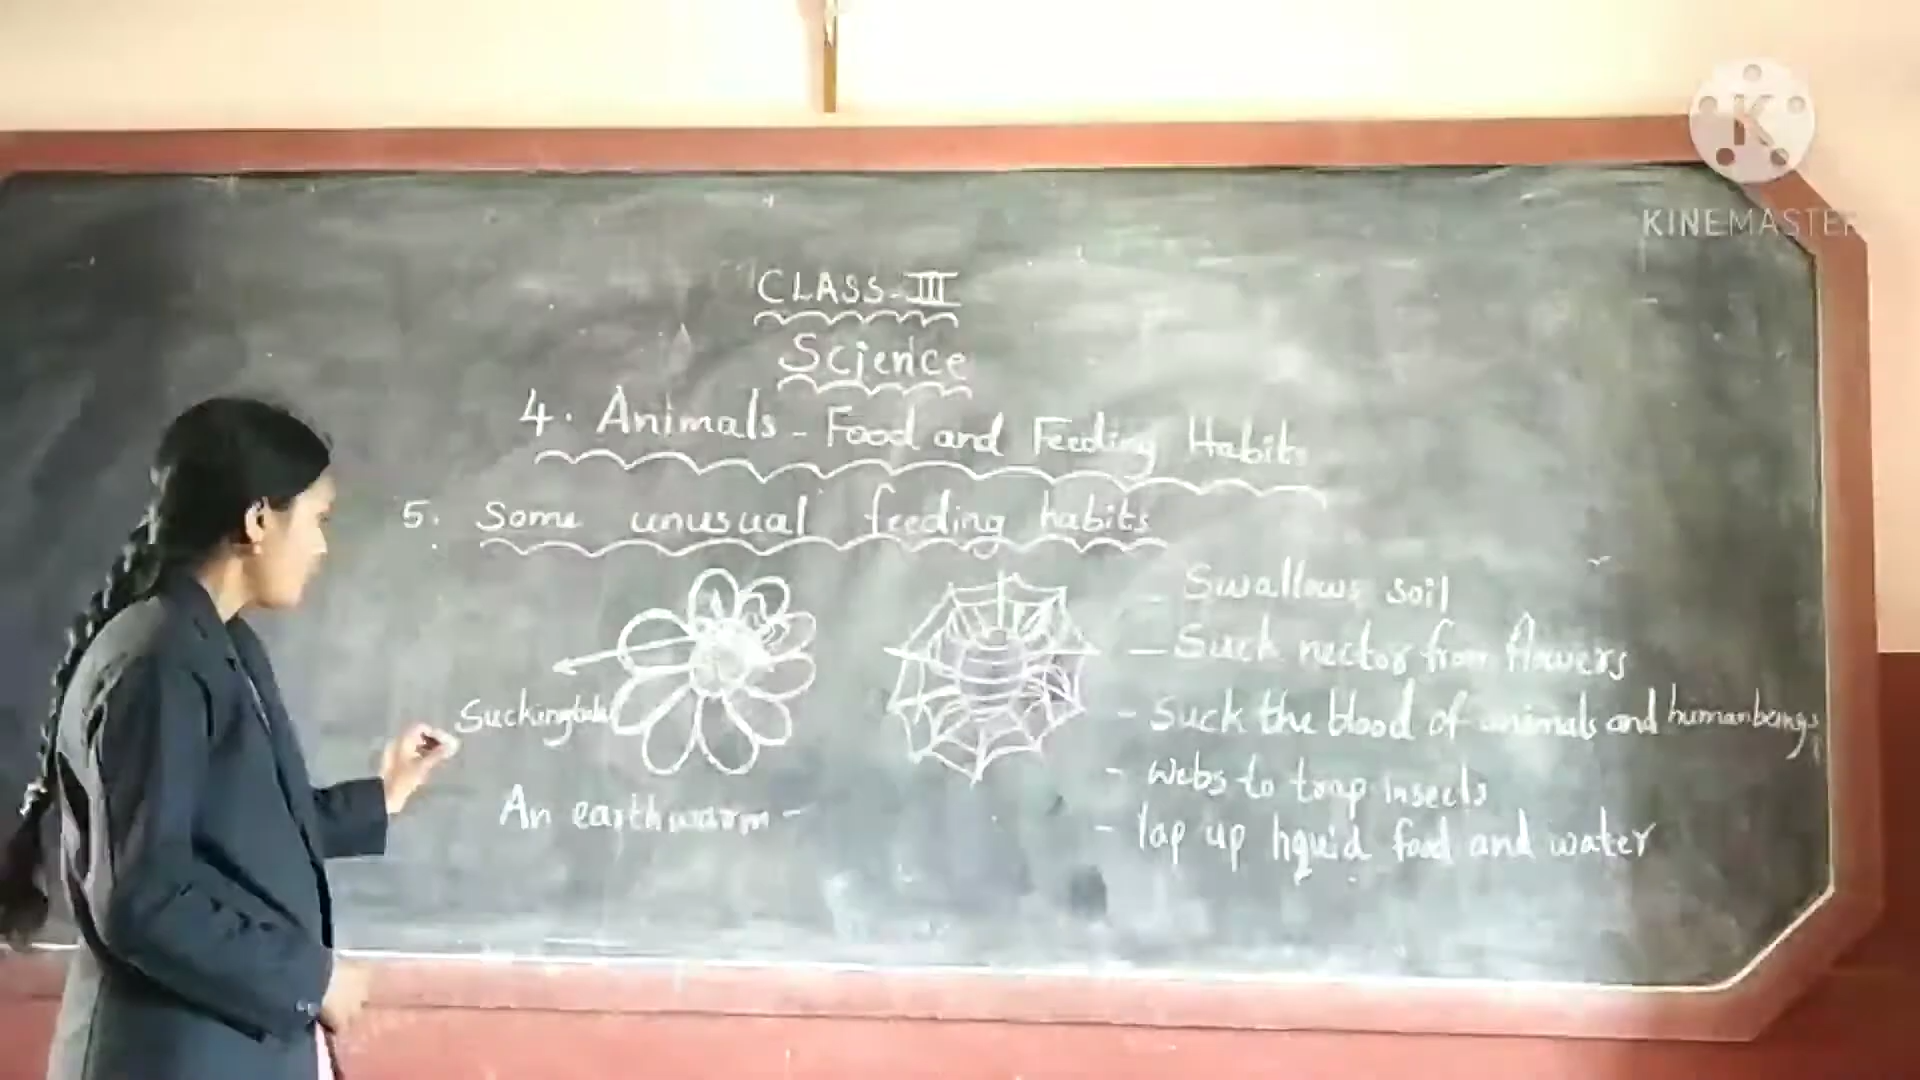 CLASS-III
Science
4. Animals - Food and Feeding Habits
5. Some unusual feeding habits
- Swallows soil
- Suck nector from flowers
- Suck the blood of animals and humanbeings
- webs to trap insects
- lap up liquid food and water
Sucking
An earthworm -
KINEMASTER